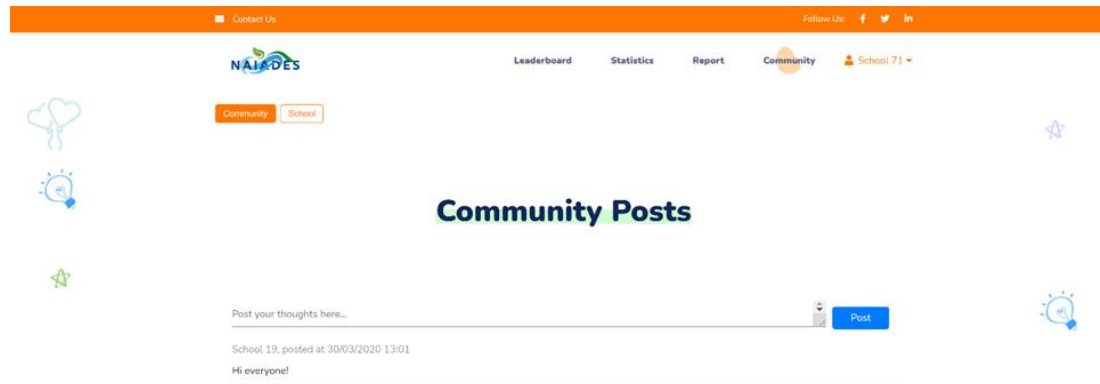 Contact Us
Follow Us:
NAIADES
Leaderboard Statistics Report Community School 71
Community School
Community Posts
Post your thoughts here...
Post
School 19, posted at 30/03/2020 13:01
Hi everyone!